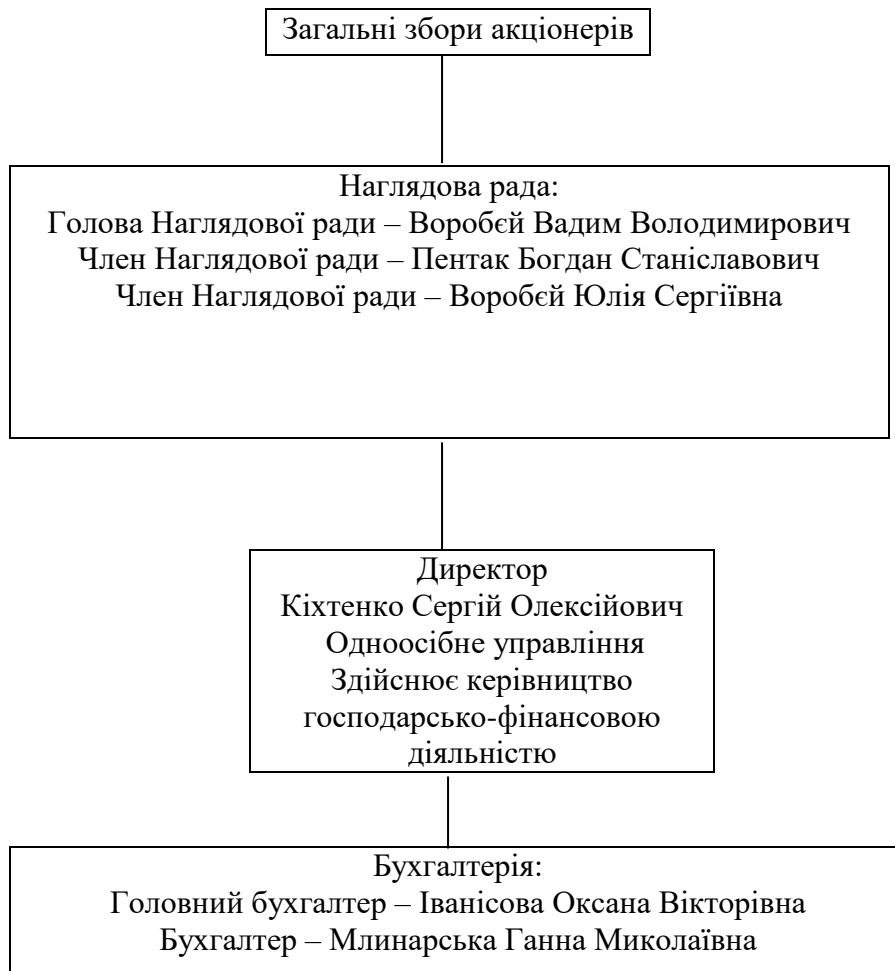 Загальні збори акціонерів
Наглядова рада:
Голова Наглядової ради – Воробєй Вадим Володимирович
Член Наглядової ради – Пентак Богдан Станіславович
Член Наглядової ради – Воробєй Юлія Сергіївна
Директор
Кіхтенко Сергій Олексійович
Одноосібне управління
Здійснює керівництво
господарсько-фінансовою
діяльністю
Бухгалтерія:
Головний бухгалтер – Іванісова Оксана Вікторівна
Бухгалтер – Млинарська Ганна Миколаївна